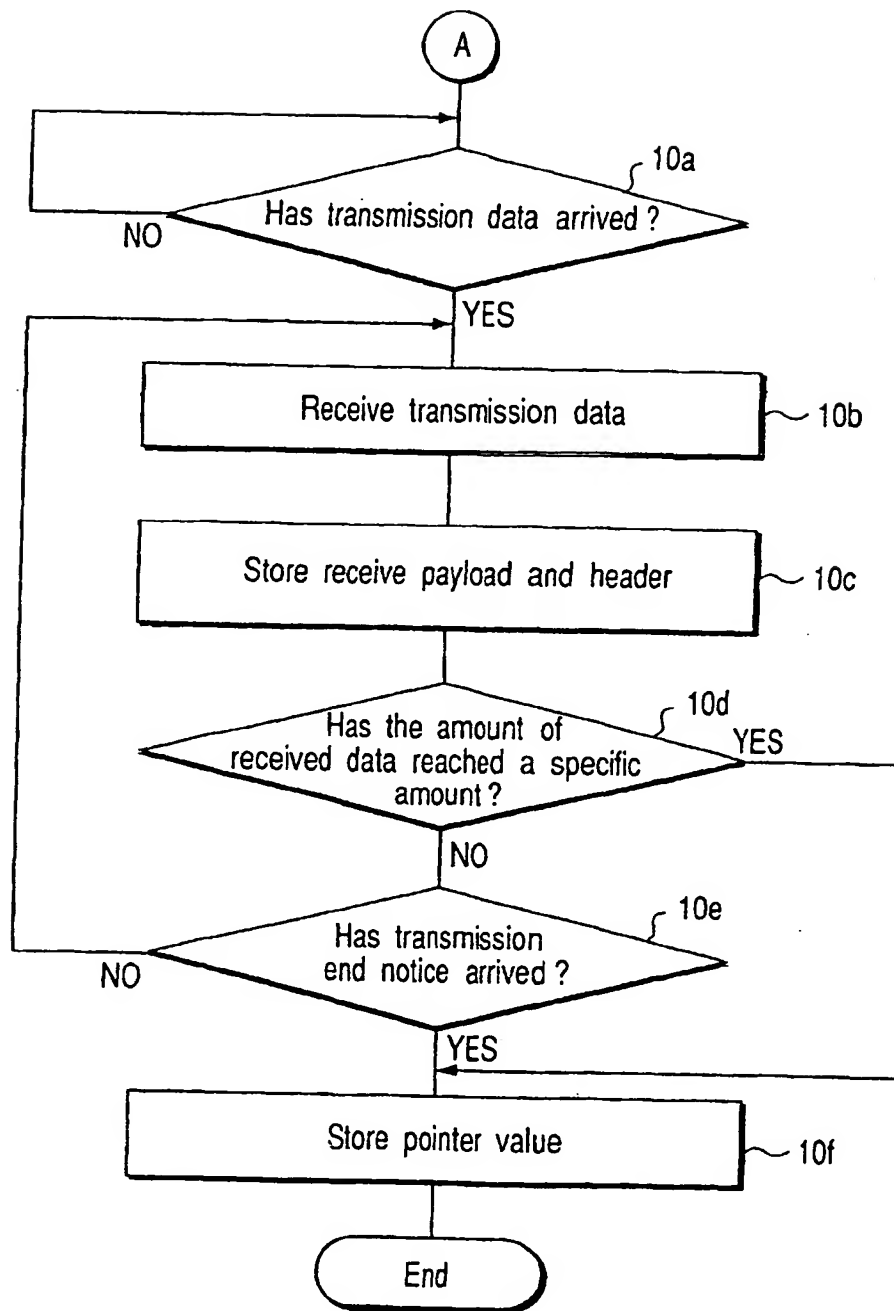 A
10a
Has transmission data arrived ?
NO
YES
Receive transmission data
10b
Store receive payload and header
10c
10d
Has the amount of
received data reached a specific
amount ?
YES
NO
10e
Has transmission
end notice arrived ?
NO
YES
Store pointer value
10f
End